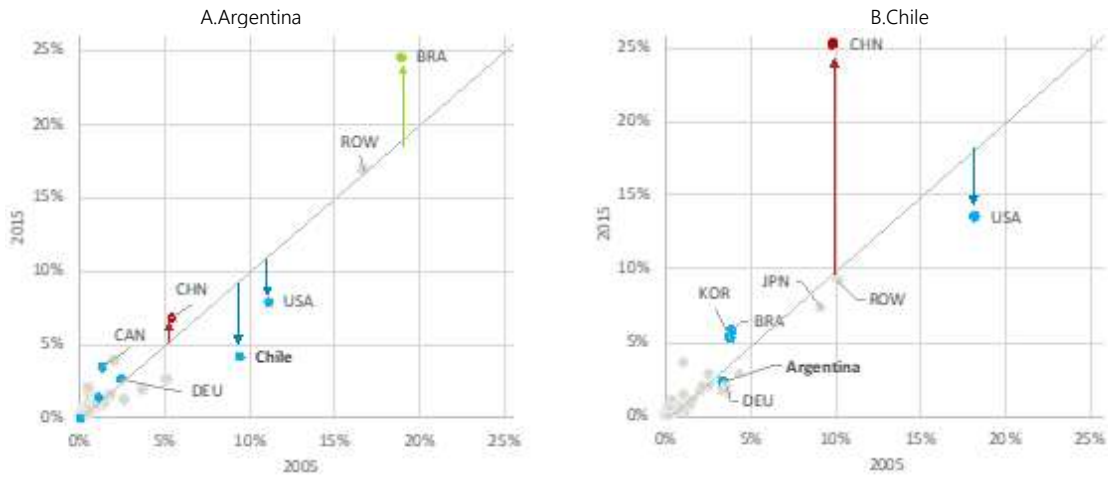 A.Argentina
25%
20%
15%
10%
5%
0%
2015
BRA
ROW
CHN
USA
CAN
Chile
DEU
0% 5% 10% 15% 20% 25%
2005
B.Chile
25%
20%
15%
10%
5%
0%
2015
CHN
USA
JPN
ROW
KOR
BRA
Argentina
DEU
0% 5% 10% 15% 20% 25%
2005